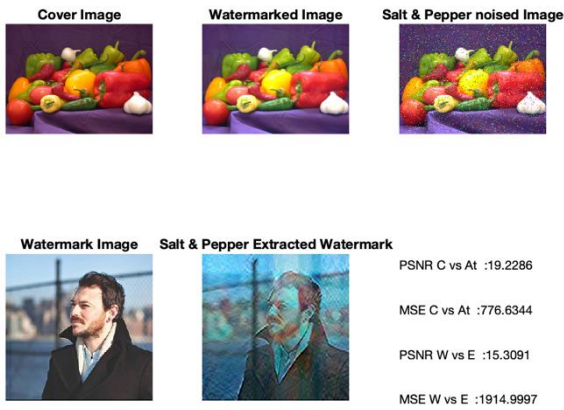 Cover Image
Watermarked Image
Salt & Pepper noised Image
Watermark Image
Salt & Pepper Extracted Watermark
PSNR C vs At :19.2286
MSE C vs At :776.6344
PSNR W vs E :15.3091
MSE W vs E :1914.9997